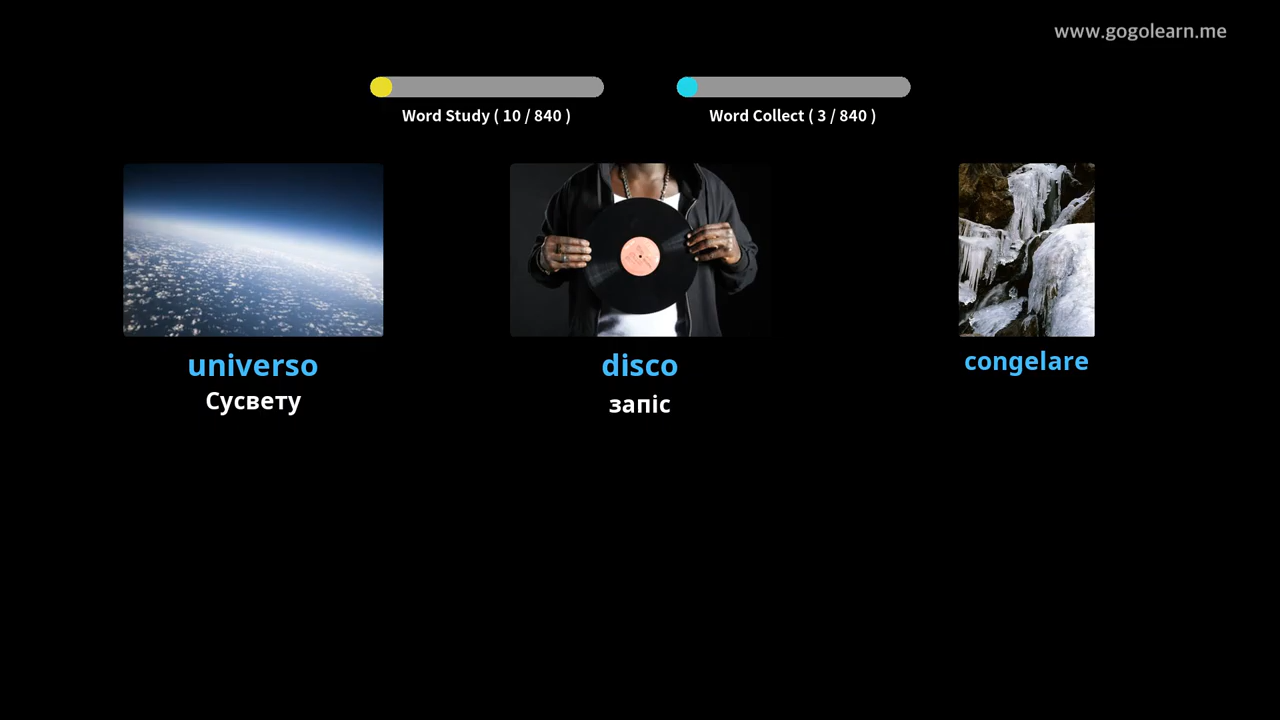 www.gogolearn.me
Word Study ( 10 / 840 )
Word Collect ( 3 / 840 )
universo
Сусвету
disco
запіс
congelare